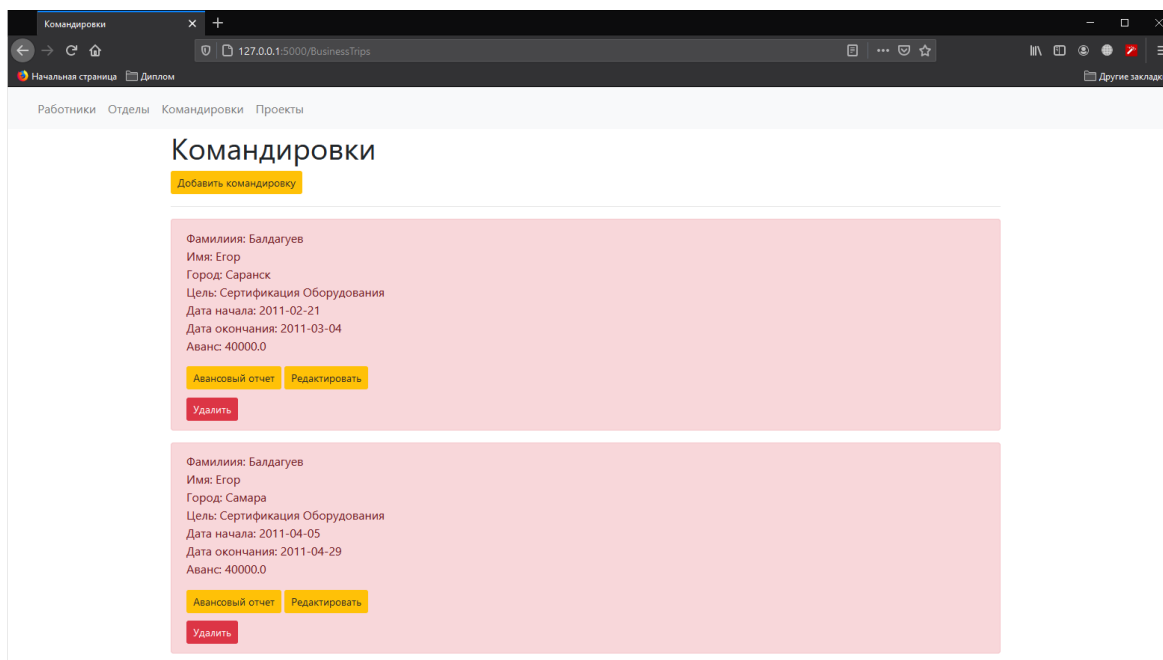 Командировки
127.0.0.1:5000/BusinessTrips
Начальная страница Диплом Другие закладк
Работники Отделы Командировки Проекты
Командировки
Добавить командировку
Фамилиия: Балдагуев
Имя: Егор
Город: Саранск
Цель: Сертификация Оборудования
Дата начала: 2011-02-21
Дата окончания: 2011-03-04
Аванс: 40000.0
Авансовый отчет Редактировать
Удалить
Фамилиия: Балдагуев
Имя: Егор
Город: Самара
Цель: Сертификация Оборудования
Дата начала: 2011-04-05
Дата окончания: 2011-04-29
Аванс: 40000.0
Авансовый отчет Редактировать
Удалить